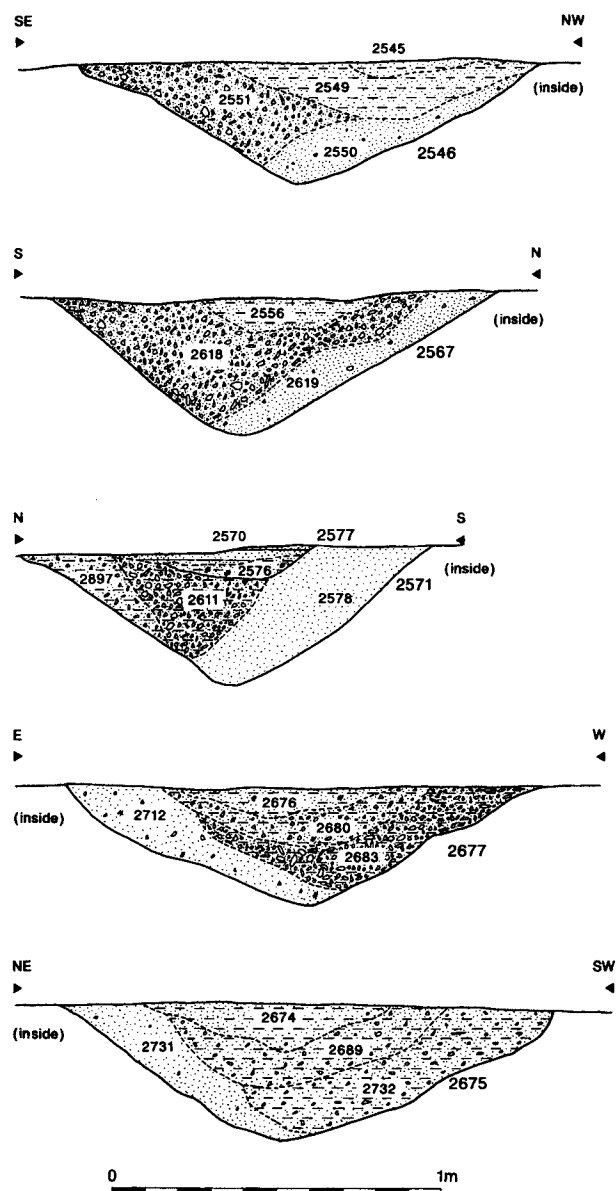 SE NW
2545
2549 (inside)
2551
2550 2546
S N
2556 (inside)
2618 2567
2619
N S
2570 2577
2576 (inside)
2897 2571
2611 2578
E W
2676
(inside) 2712 2680
2683 2677
NE SW
2674
(inside) 2731 2689
2732 2675
0 1m